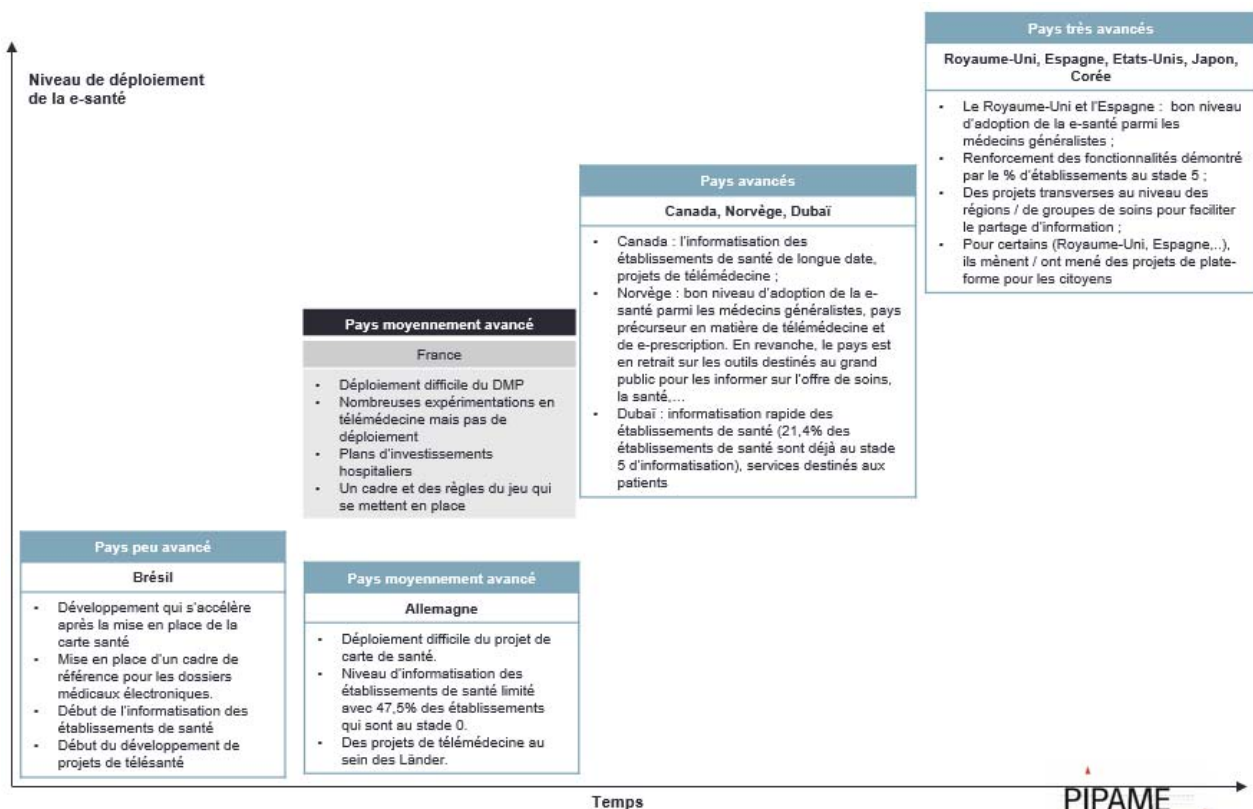 Niveau de déploiement
de la e-santé
Pays très avancés
Royaume-Uni, Espagne, Etats-Unis, Japon,
Corée
• Le Royaume-Uni et l'Espagne : bon niveau
d'adoption de la e-santé parmi les
médecins généralistes ;
• Renforcement des fonctionnalités démontré
par le % d'établissements au stade 5 ;
• Des projets transverses au niveau des
régions / de groupes de soins pour faciliter
le partage d'information ;
• Pour certains (Royaume-Uni, Espagne,..),
ils mènent / ont mené des projets de plate-
forme pour les citoyens
Pays avancés
Canada, Norvège, Dubaï
• Canada : l'informatisation des
établissements de santé de longue date,
projets de télémédecine ;
• Norvège : bon niveau d'adoption de la e-
santé parmi les médecins généralistes, pays
précurseur en matière de télémédecine et
de e-prescription. En revanche, le pays est
en retrait sur les outils destinés au grand
public pour les informer sur l'offre de soins,
la santé,...
• Dubaï : informatisation rapide des
établissements de santé (21,4% des
établissements de santé sont déjà au stade
5 d'informatisation), services destinés aux
patients
Pays moyennement avancé
France
• Déploiement difficile du DMP
• Nombreuses expérimentations en
télémédecine mais pas de
déploiement
• Plans d'investissements
hospitaliers
• Un cadre et des règles du jeu qui
se mettent en place
Pays peu avancé
Brésil
• Développement qui s'accélère
après la mise en place de la
carte santé
• Mise en place d'un cadre de
référence pour les dossiers
médicaux électroniques.
• Début de l'informatisation des
établissements de santé
• Début du développement de
projets de télésanté
Pays moyennement avancé
Allemagne
• Déploiement difficile du projet de
carte de santé.
• Niveau d'informatisation des
établissements de santé limité
avec 47,5% des établissements
qui sont au stade 0.
• Des projets de télémédecine au
sein des Länder.
Temps
PIPAME